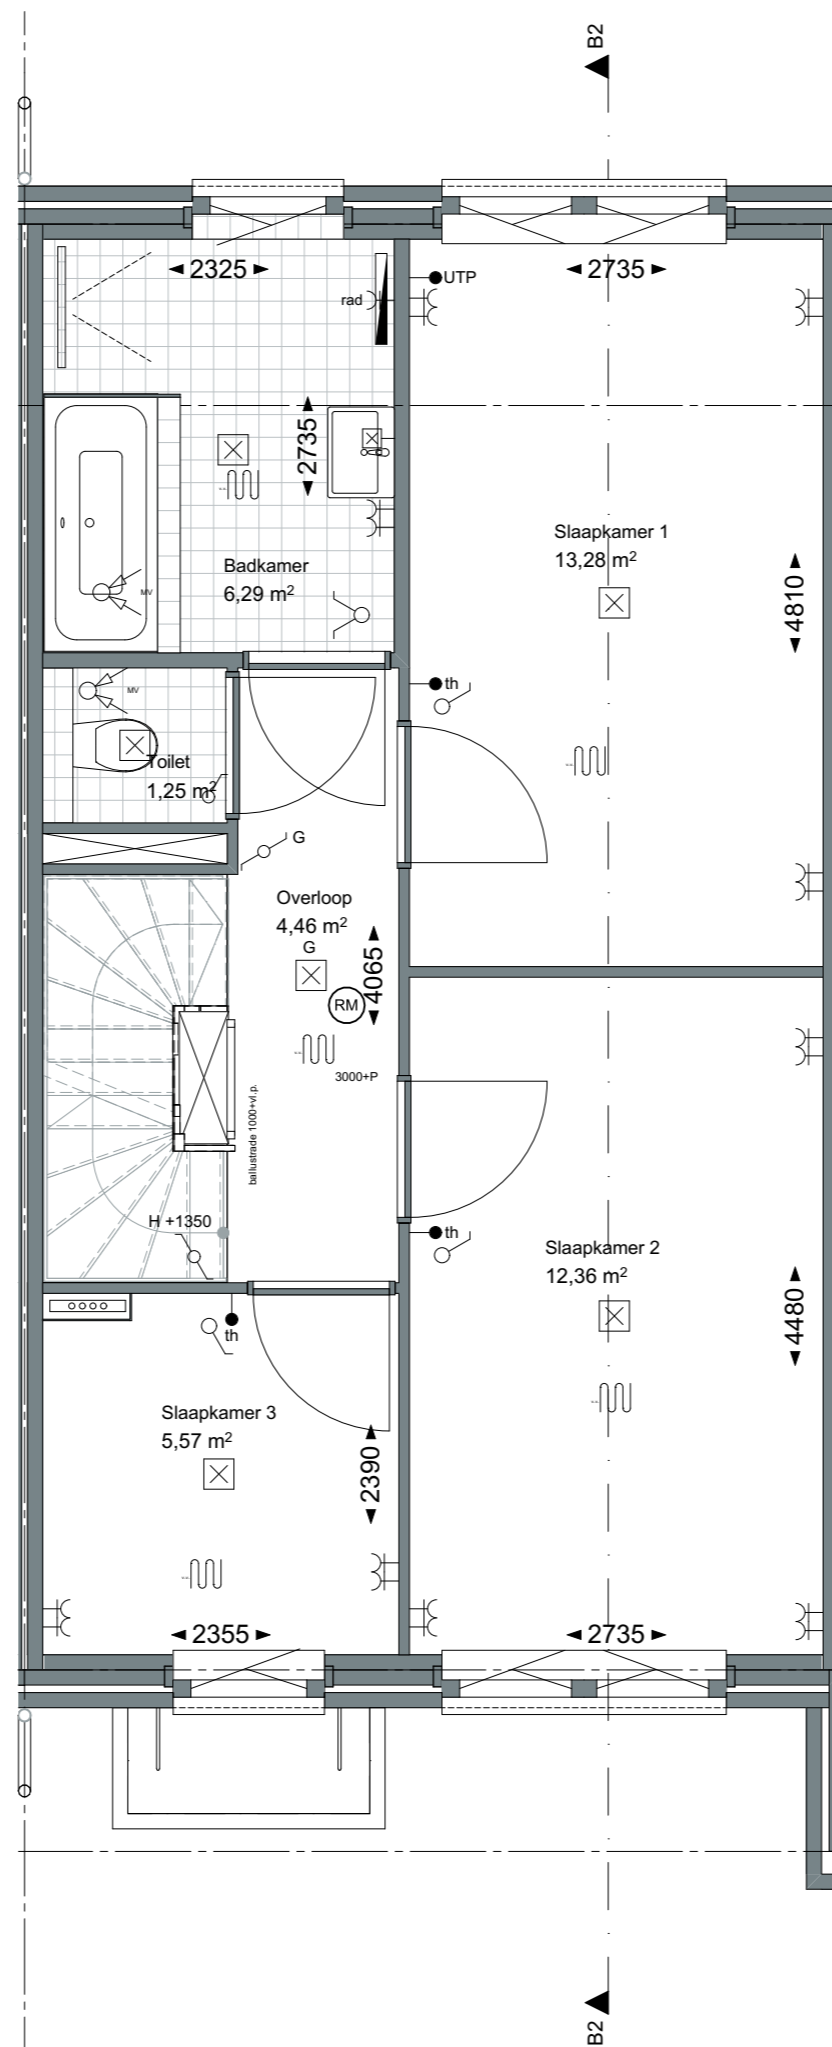 B2
2325
2735
UTP
rad
2735
Slaapkamer 1
13,28 m²
Badkamer
6,29 m²
MV
4810
th
MV
Toilet
1,25 m²
G
Overloop
4,46 m²
G
4065
RM
3000+P
ballustrade 1000+vl.p.
H +1350
th
Slaapkamer 2
12,36 m²
th
4480
Slaapkamer 3
5,57 m²
2390
2355
2735
B2